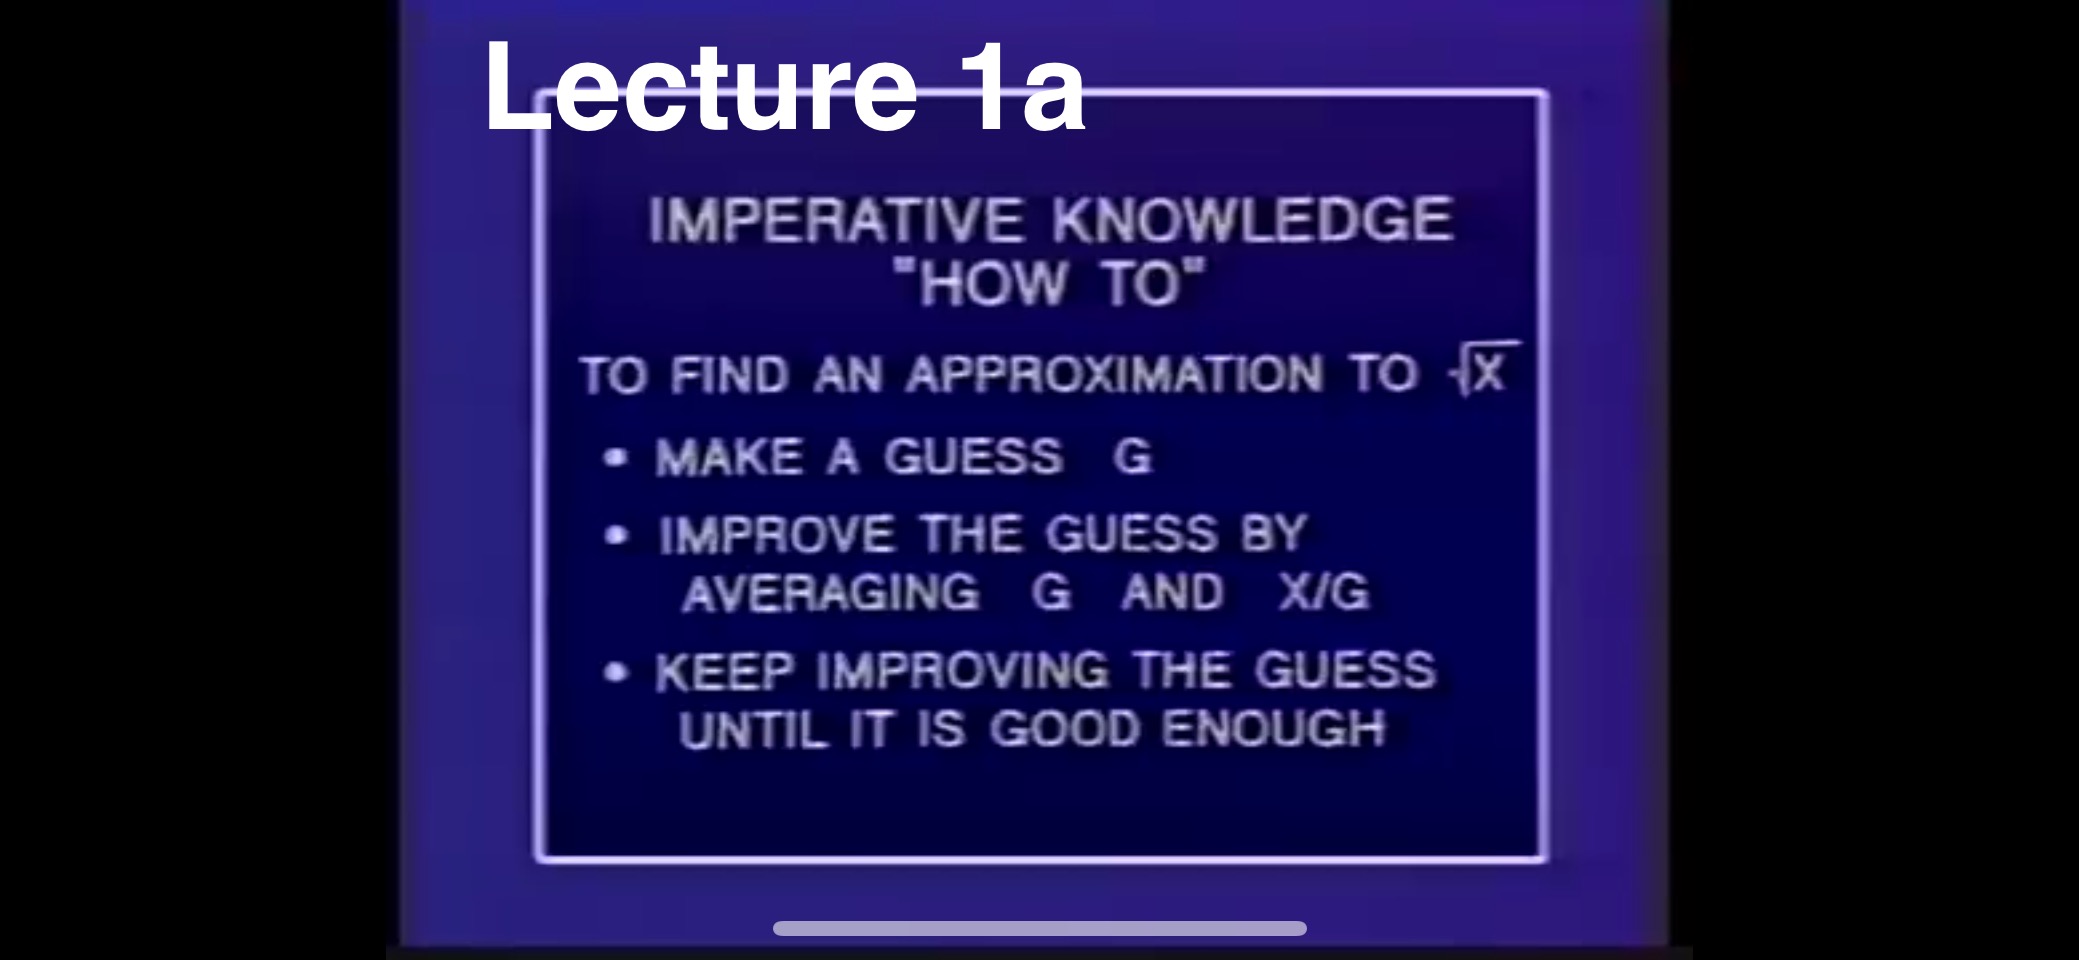 Lecture 1a
IMPERATIVE KNOWLEDGE
"HOW TO"
TO FIND AN APPROXIMATION TO √X
• MAKE A GUESS G
• IMPROVE THE GUESS BY
AVERAGING G AND X/G
• KEEP IMPROVING THE GUESS
UNTIL IT IS GOOD ENOUGH